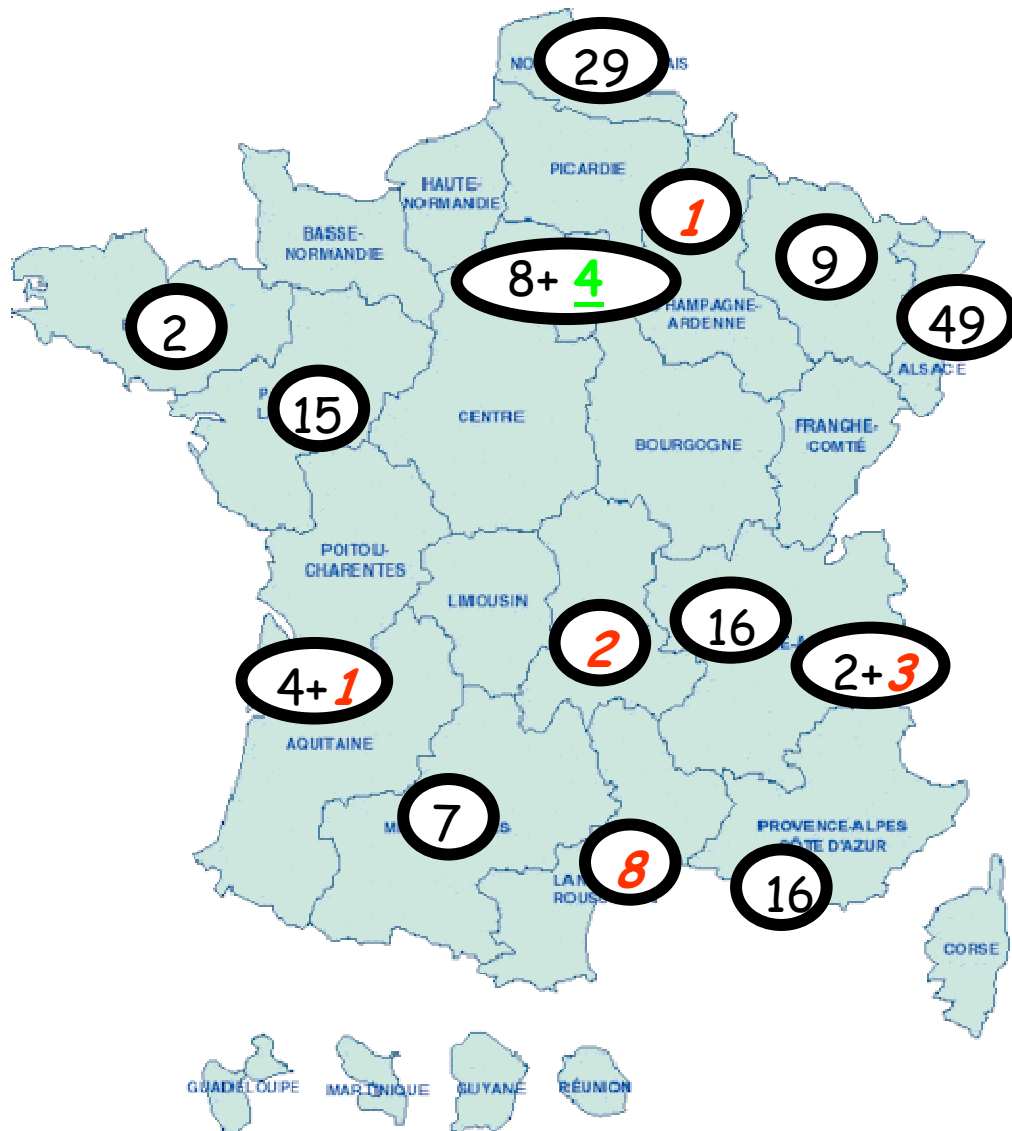 29
PICARDIE
HAUTE-
NORMANDIE
1
BASSE-
NORMANDIE
9
8+ 4
CHAMPAGNE-
ARDENNE
49
2
ALSACE
15
CENTRE
FRANCHE-
COMTÉ
BOURGOGNE
POITOU-
CHARENTES
LIMOUSIN
16
2
2+3
4+1
AQUITAINE
7
PROVENCE-ALPES
CÔTE D'AZUR
8
16
CORSE
GUADELOUPE
MARTINIQUE
GUYANE
RÉUNION